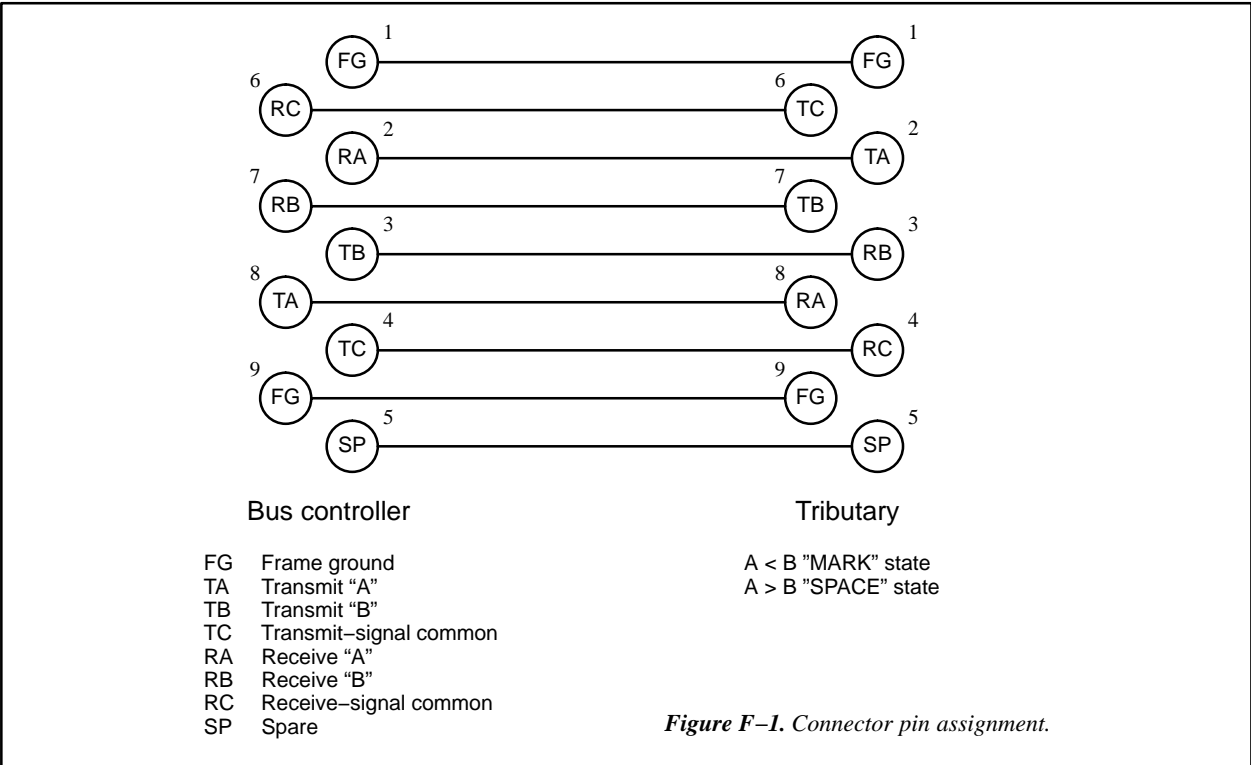 1 1
FG FG
6 6
RC TC
2 2
RA TA
7 7
RB TB
3 3
TB RB
8 8
TA RA
4 4
TC RC
9 9
FG FG
5 5
SP SP
Bus controller Tributary
FG Frame ground
TA Transmit “A”
TB Transmit “B”
TC Transmit−signal common
RA Receive “A”
RB Receive “B”
RC Receive−signal common
SP Spare
A < B ”MARK” state
A > B ”SPACE” state
Figure F−1. Connector pin assignment.